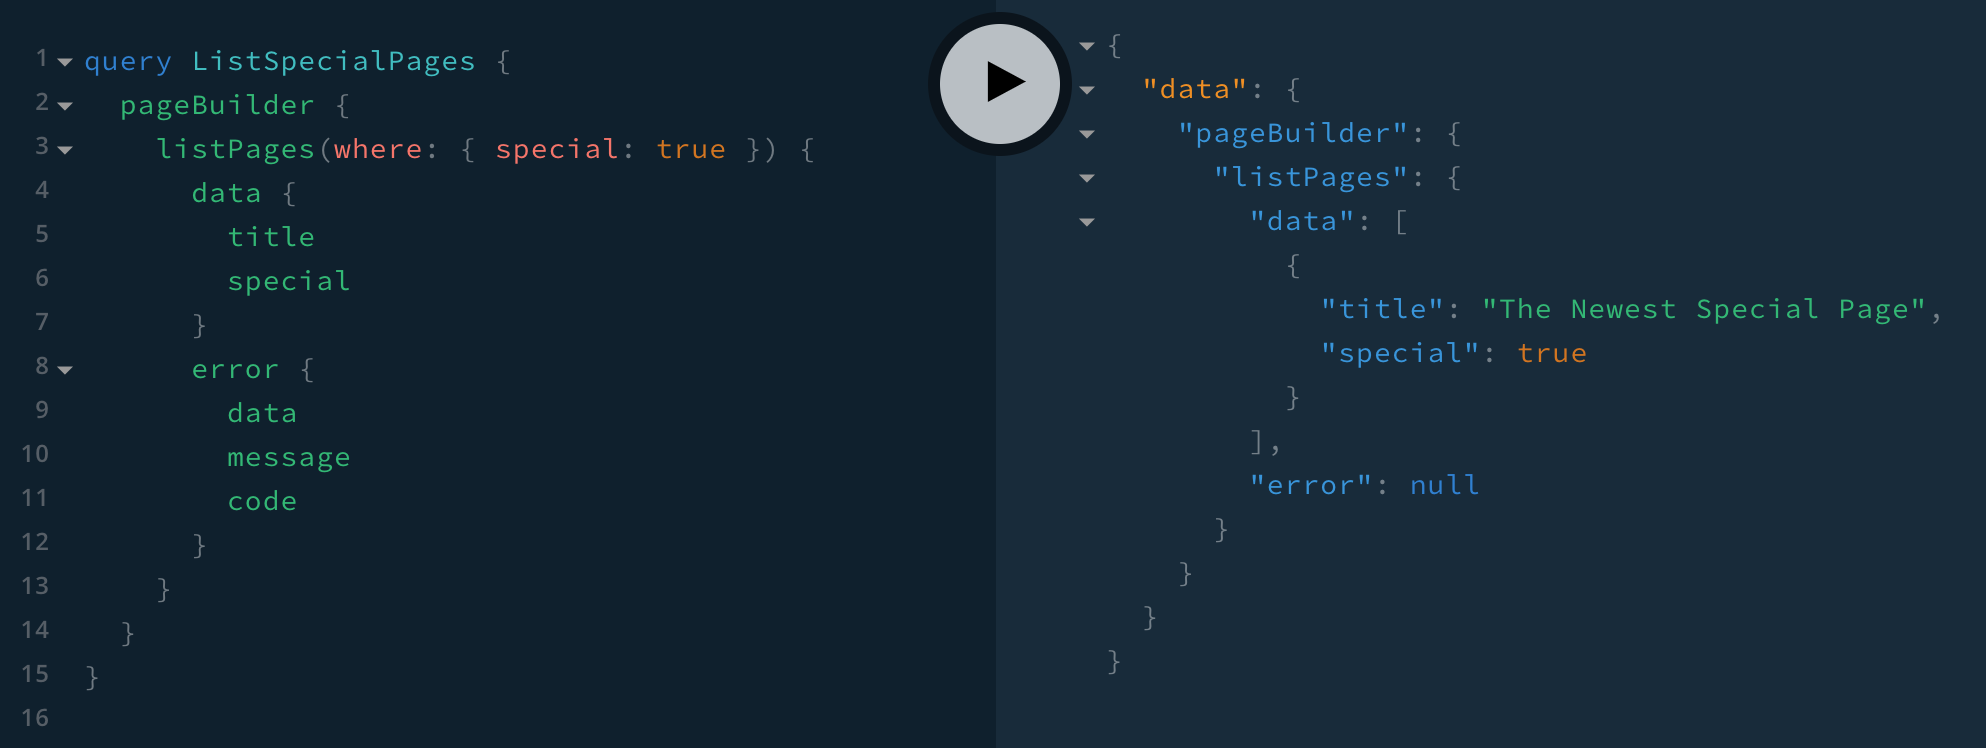 1 query ListSpecialPages {
2 pageBuilder {
3 listPages(where: { special: true }) {
4 data {
5 title
6 special
7 }
8 error {
9 data
10 message
11 code
12 }
13 }
14 }
15 }
16
{
"data": {
"pageBuilder": {
"listPages": {
"data": [
{
"title": "The Newest Special Page",
"special": true
}
],
"error": null
}
}
}
}